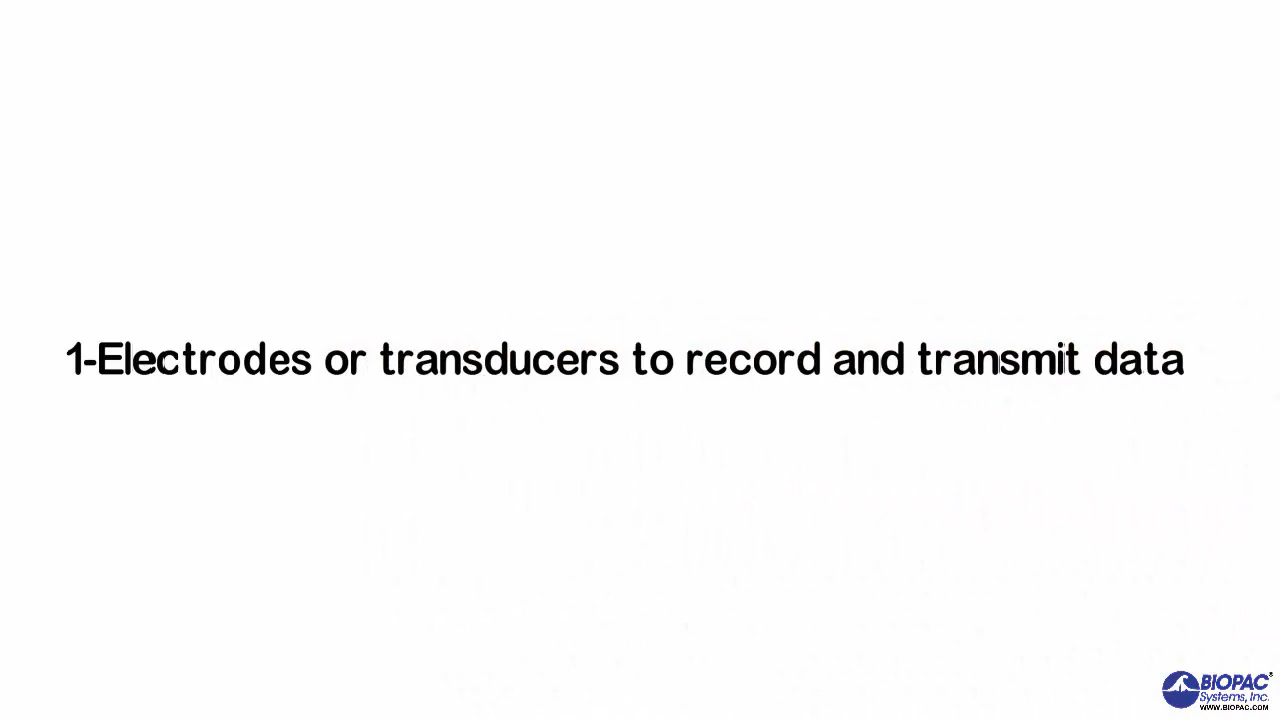 1-Electrodes or transducers to record and transmit data
BIOPAC®
Systems, Inc.
WWW.BIOPAC.COM